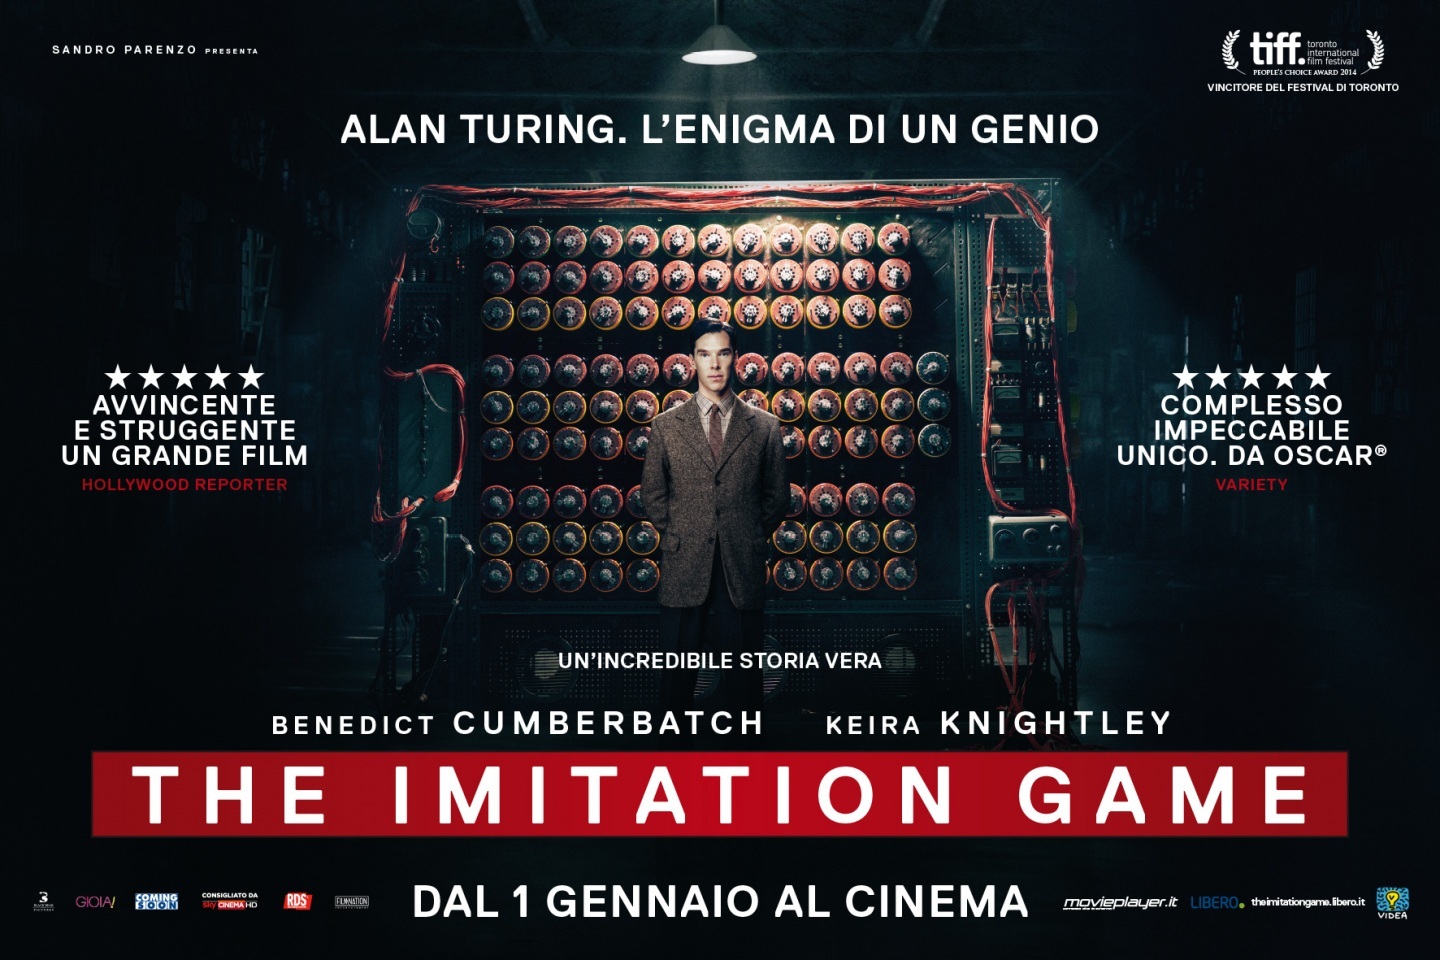 SANDRO PARENZO PRESENTA
tiff. toronto
international
film festival
PEOPLE'S CHOICE AWARD 2014
VINCITORE DEL FESTIVAL DI TORONTO
ALAN TURING. L'ENIGMA DI UN GENIO
★★★★★
AVVINCENTE
E STRUGGENTE
UN GRANDE FILM
HOLLYWOOD REPORTER
★★★★★
COMPLESSO
IMPECCABILE
UNICO. DA OSCAR®
VARIETY
UN'INCREDIBILE STORIA VERA
BENEDICT CUMBERBATCH KEIRA KNIGHTLEY
THE IMITATION GAME
GIOIA!
COMING
SOON
CONSIGLIATO DA
sky CINEMA HD
RDS
FILMNATION
DAL 1 GENNAIO AL CINEMA
movieplayer.it
LIBERO.
theimitationgame.libero.it
VIDEA